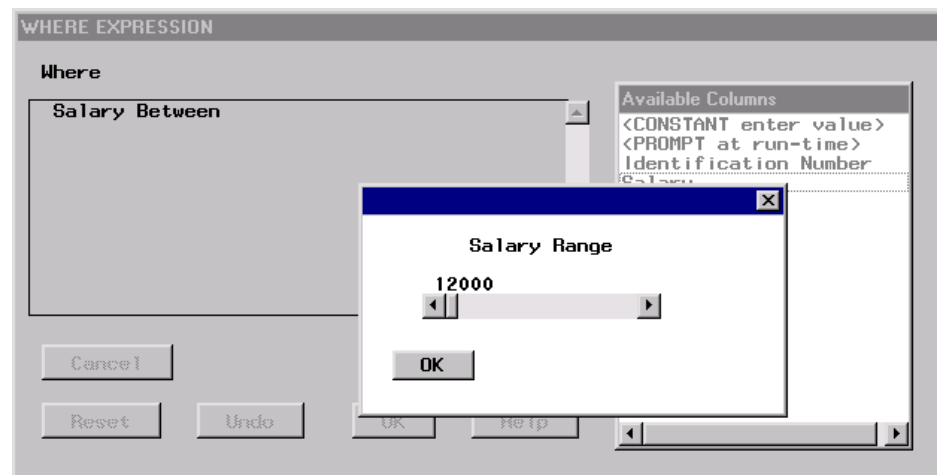 WHERE EXPRESSION
Where
Salary Between
Available Columns
<CONSTANT enter value>
<PROMPT at run-time>
Identification Number
Salary
Salary Range
12000
OK
Cancel
Reset
Undo
OK
Help